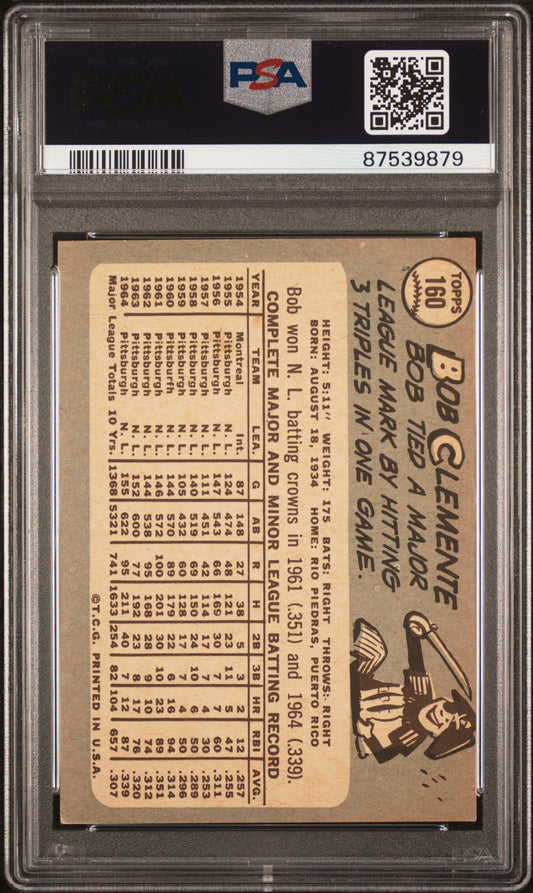 PSA
PSA PSA PSA
PSA
PSA PSA PSA
87539879
TOPPS
160
BOB CLEMENTE
BOB TIED A MAJOR
LEAGUE MARK BY HITTING
3 TRIPLES IN ONE GAME.
HEIGHT: 5:11" WEIGHT: 175 BATS: RIGHT THROWS: RIGHT
BORN: AUGUST 18, 1934 HOME: RIO PIEDRAS, PUERTO RICO
Bob won N. L. batting crowns in 1961 (.351) and 1964 (.339).
COMPLETE MAJOR AND MINOR LEAGUE BATTING RECORD
YEAR TEAM LEA. G AB R H 2B 3B HR RBI AVG.
1954 Montreal Int. 87 148 27 38 5 3 2 12 .257
1955 Pittsburgh N. L. 124 474 48 121 23 11 5 47 .255
1956 Pittsburgh N. L. 147 543 66 169 30 7 7 60 .311
1957 Pittsburgh N. L. 111 451 42 114 17 7 4 30 .253
1958 Pittsburgh N. L. 140 519 69 150 24 10 6 50 .289
1959 Pittsburgh N. L. 105 432 60 128 17 7 4 50 .296
1960 Pittsburfh N. L. 144 570 89 179 22 6 16 94 .314
1961 Pittsburgh N. L. 146 572 100 201 30 10 23 89 .351
1962 Pittsburgh N. L. 144 538 95 168 28 9 10 74 .312
1963 Pittsburgh N. L. 152 600 77 192 23 8 17 76 .320
1964 Pittsburgh N. L. 155 622 95 211 40 7 12 87 .339
Major League Totals 10 Yrs. 1368 5321 741 1633 254 82 104 657 .307
©T.C.G. PRINTED IN U.S.A.